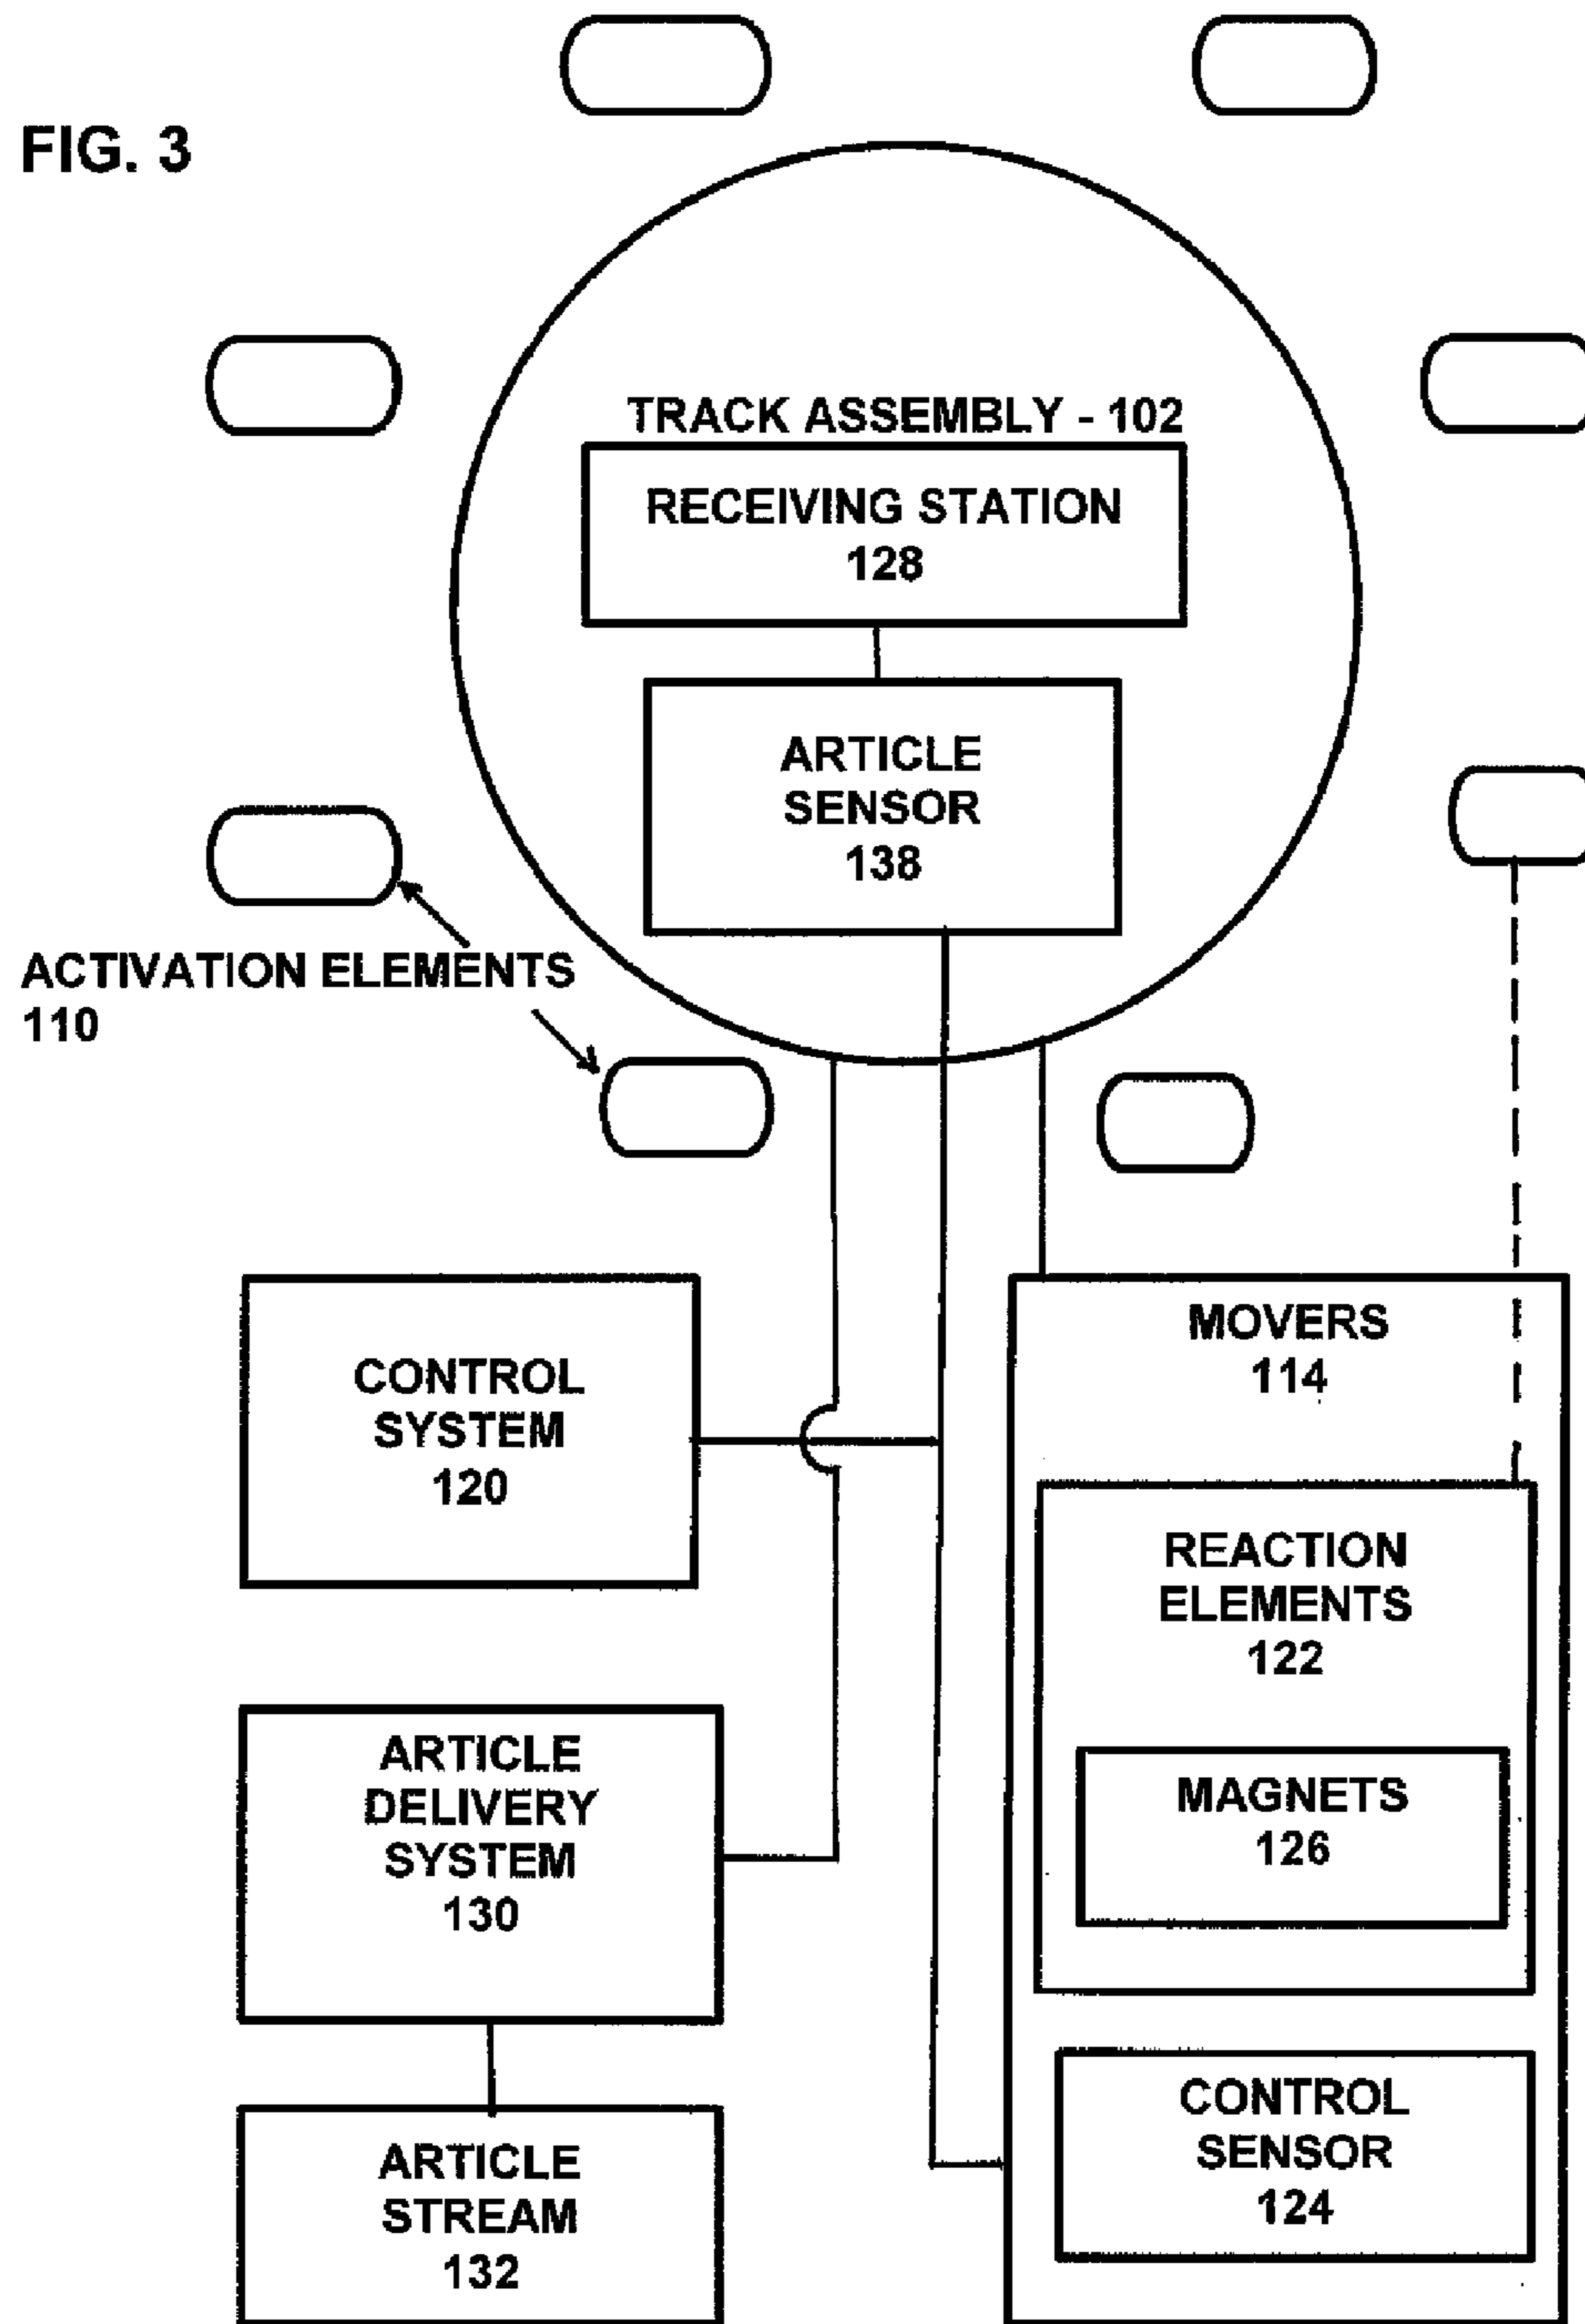 FIG. 3
TRACK ASSEMBLY - 102
RECEIVING STATION
128
ARTICLE
SENSOR
138
ACTIVATION ELEMENTS
110
CONTROL
SYSTEM
120
MOVERS
114
REACTION
ELEMENTS
122
MAGNETS
126
ARTICLE
DELIVERY
SYSTEM
130
CONTROL
SENSOR
124
ARTICLE
STREAM
132